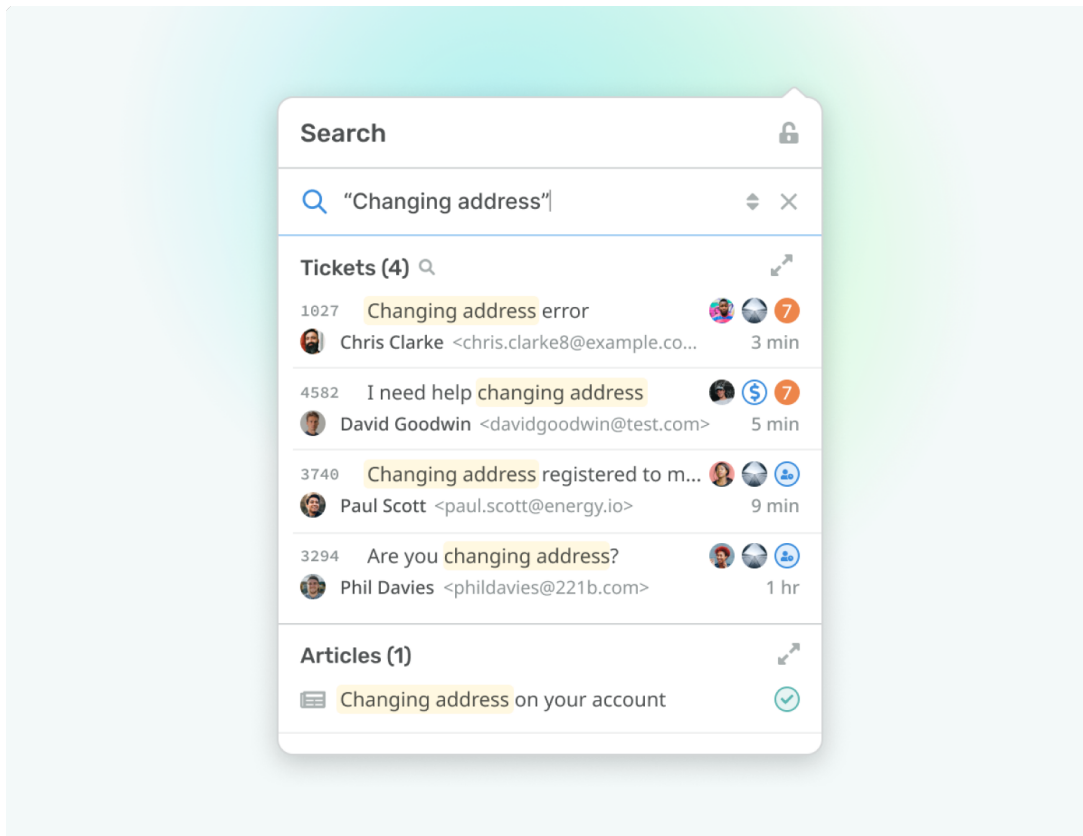 Search
“Changing address”
Tickets (4)
1027 Changing address error 7
Chris Clarke <chris.clarke8@example.co... 3 min
4582 I need help changing address $ 7
David Goodwin <davidgoodwin@test.com> 5 min
3740 Changing address registered to m...
Paul Scott <paul.scott@energy.io> 9 min
3294 Are you changing address?
Phil Davies <phildavies@221b.com> 1 hr
Articles (1)
Changing address on your account